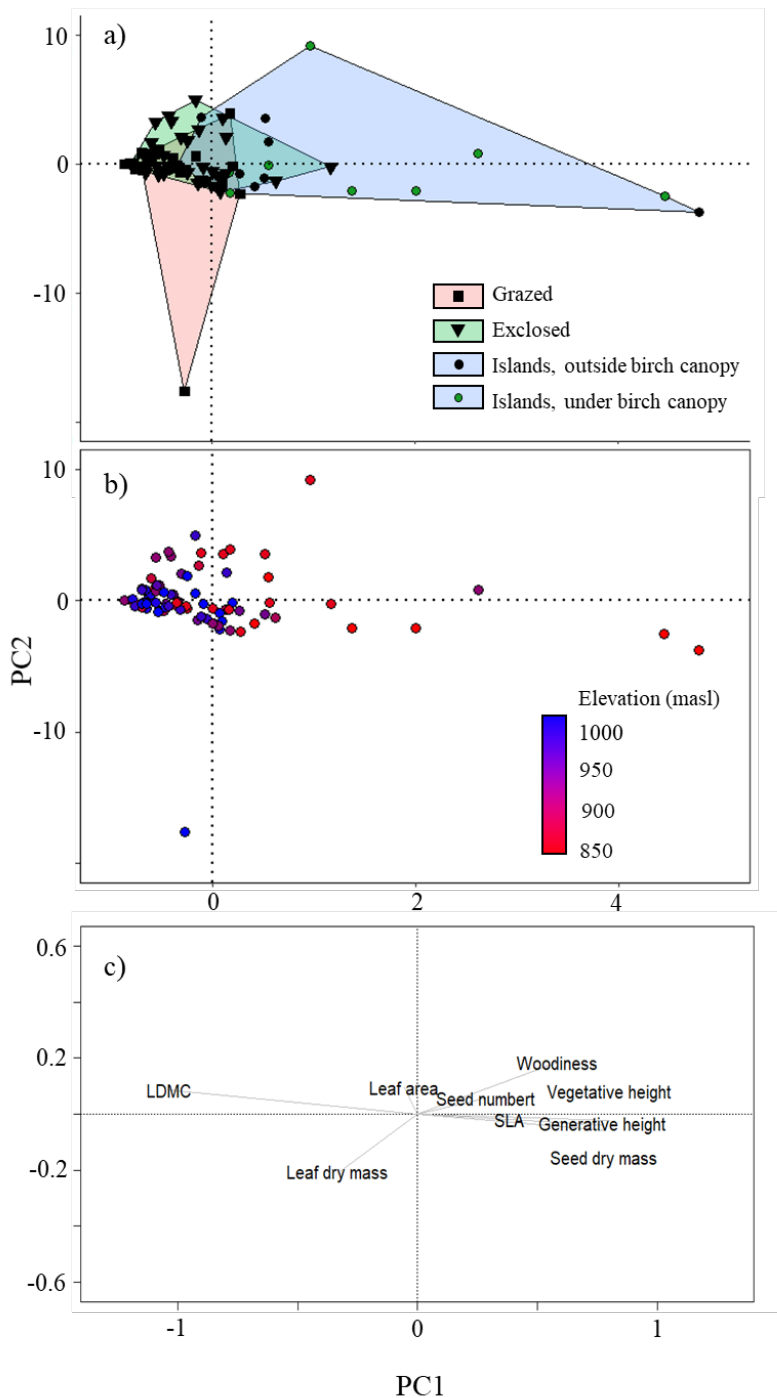 a)
10
0
-10
Grazed
Exclosed
Islands, outside birch canopy
Islands, under birch canopy
b)
10
0
-10
PC2
Elevation (masl)
1000
950
900
850
0
2
4
c)
0.6
0.2
0
-0.2
-0.6
Woodiness
LDMC
Leaf area
Vegetative height
Seed numbert
SLA
Generative height
Seed dry mass
Leaf dry mass
-1
0
1
PC1